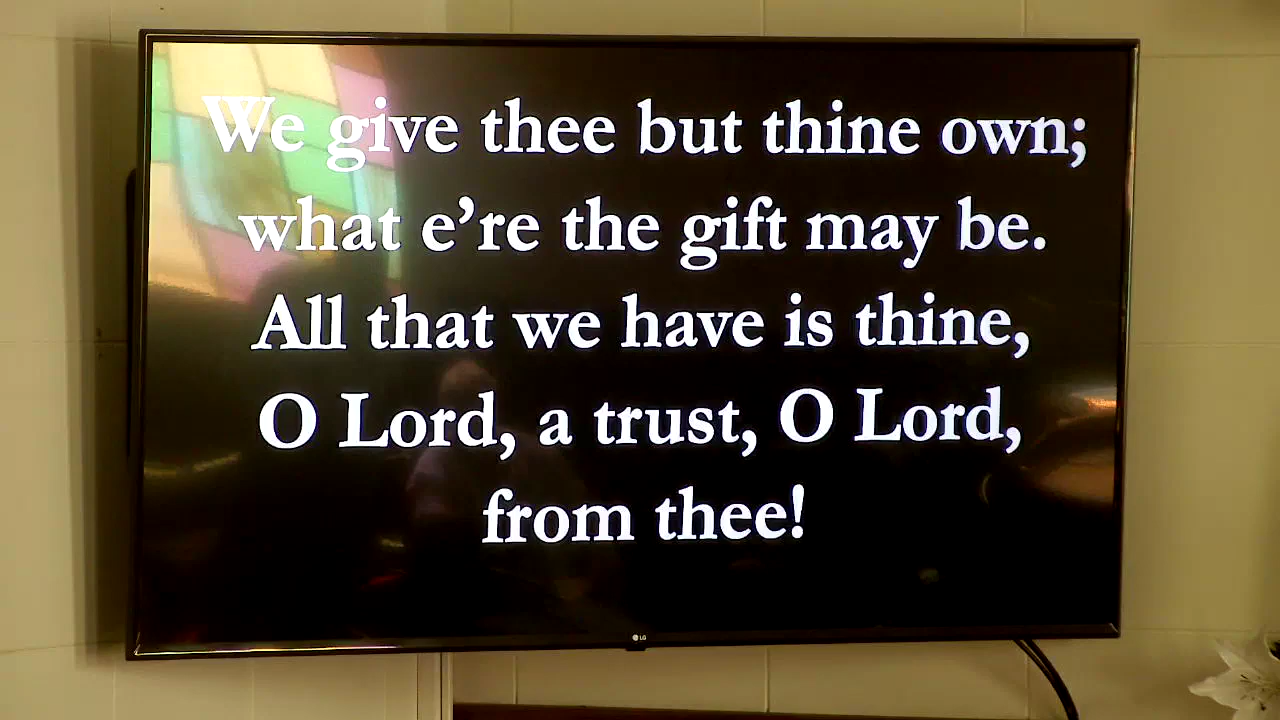 We give thee but thine own;
what e’re the gift may be.
All that we have is thine,
O Lord, a trust, O Lord,
from thee!
LG